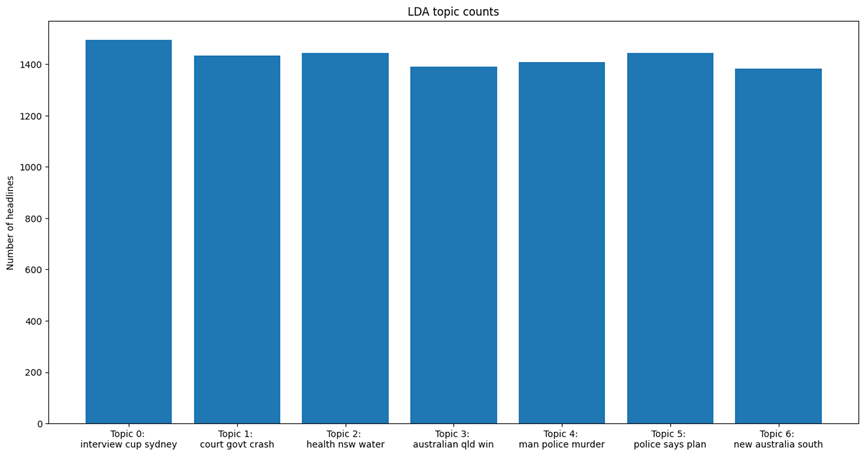 LDA topic counts
Number of headlines
1400
1200
1000
800
600
400
200
0
Topic 0:
interview cup sydney
Topic 1:
court govt crash
Topic 2:
health nsw water
Topic 3:
australian qld win
Topic 4:
man police murder
Topic 5:
police says plan
Topic 6:
new australia south